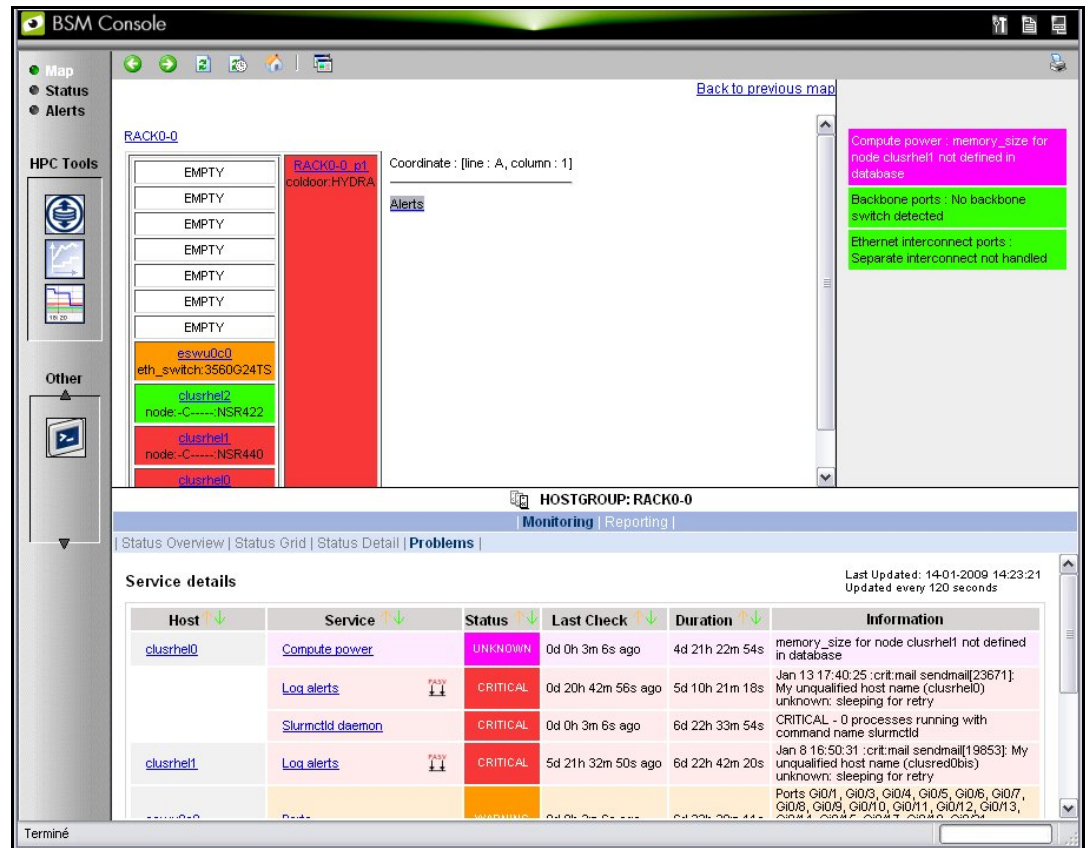 BSM Console
Map
Status
Alerts
HPC Tools
Other
Back to previous map
RACK0-0
EMPTY
EMPTY
EMPTY
EMPTY
EMPTY
EMPTY
EMPTY
eswu0c0
eth_switch:3560G24TS
clusrhel2
node:-C-----:NSR422
clusrhel1
node:-C-----:NSR440
clusrhel0
RACK0-0_p1
coldoor:HYDRA
Coordinate : [line : A, column : 1]
Alerts
Compute power : memory_size for
node clusrhel1 not defined in
database
Backbone ports : No backbone
switch detected
Ethernet interconnect ports :
Separate interconnect not handled
HOSTGROUP: RACK0-0
| Monitoring | Reporting |
| Status Overview | Status Grid | Status Detail | Problems |
Service details
Last Updated: 14-01-2009 14:23:21
Updated every 120 seconds
Host Service Status Last Check Duration Information
clusrhel0 Compute power UNKNOWN 0d 0h 3m 6s ago 4d 21h 22m 54s memory_size for node clusrhel1 not defined
in database
Log alerts PASV CRITICAL 0d 20h 42m 56s ago 5d 10h 21m 18s Jan 13 17:40:25 :crit:mail sendmail[23671]:
My unqualified host name (clusrhel0)
unknown: sleeping for retry
Slurmctld daemon CRITICAL 0d 0h 3m 6s ago 6d 22h 33m 54s CRITICAL - 0 processes running with
command name slurmctld
clusrhel1 Log alerts PASV CRITICAL 5d 21h 32m 50s ago 6d 22h 42m 20s Jan 8 16:50:31 :crit:mail sendmail[19853]: My
unqualified host name (clusred0bis)
unknown: sleeping for retry
Ports Gi0/1, Gi0/3, Gi0/4, Gi0/5, Gi0/6, Gi0/7,
Gi0/8, Gi0/9, Gi0/10, Gi0/11, Gi0/12, Gi0/13,
Terminé